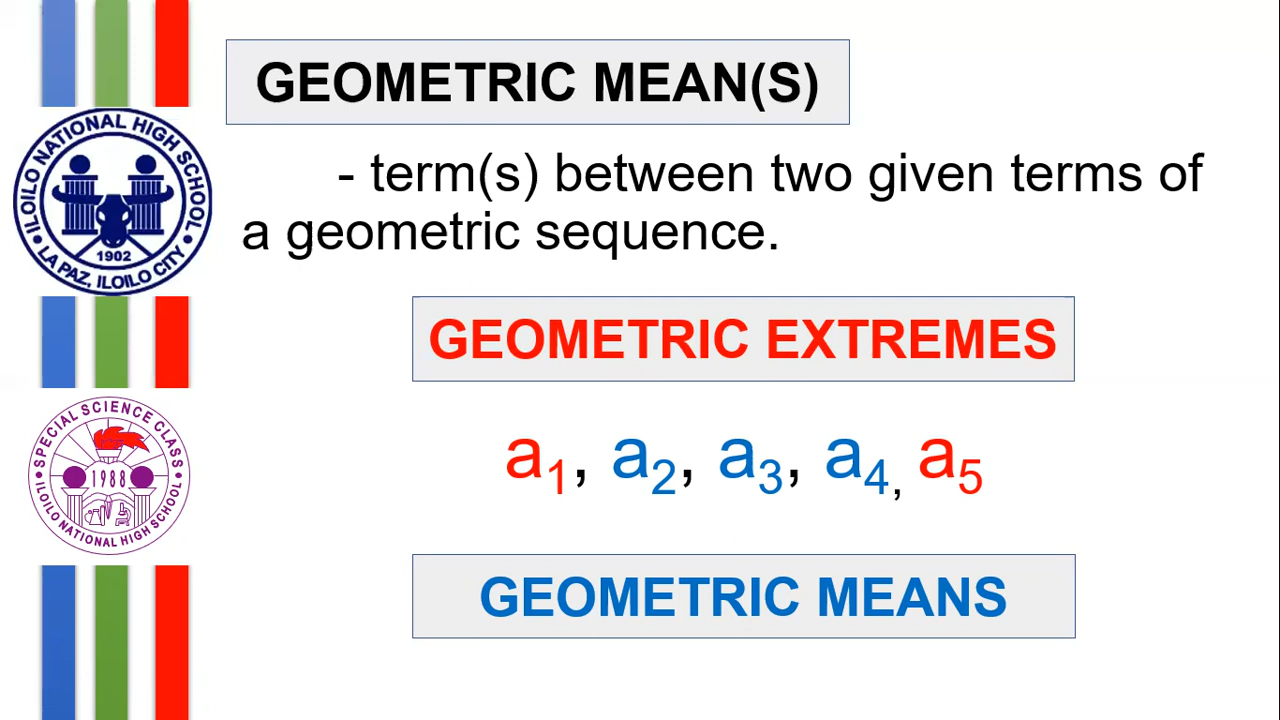 GEOMETRIC MEAN(S)
- term(s) between two given terms of
a geometric sequence.
ILOILO NATIONAL HIGH SCHOOL
1902
LA PAZ, ILOILO CITY
GEOMETRIC EXTREMES
SPECIAL SCIENCE CLASS
1988
ILOILO NATIONAL HIGH SCHOOL
a₁, a₂, a₃, a₄, a₅
GEOMETRIC MEANS